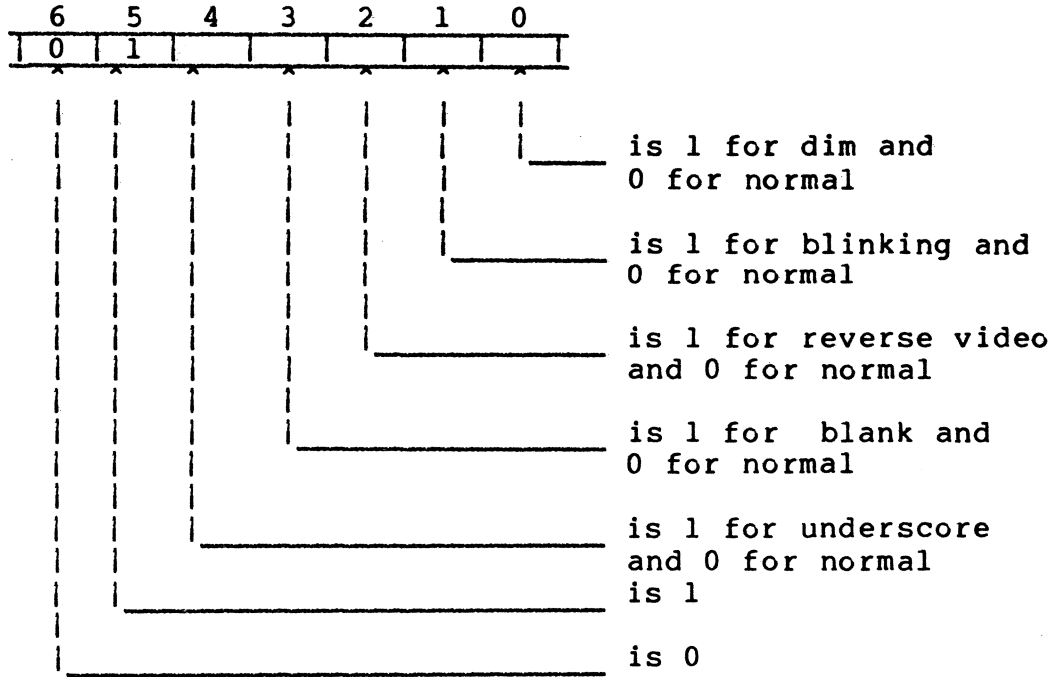 6 5 4 3 2 1 0
0 1
is 1 for dim and
0 for normal
is 1 for blinking and
0 for normal
is 1 for reverse video
and 0 for normal
is 1 for blank and
0 for normal
is 1 for underscore
and 0 for normal
is 1
is 0